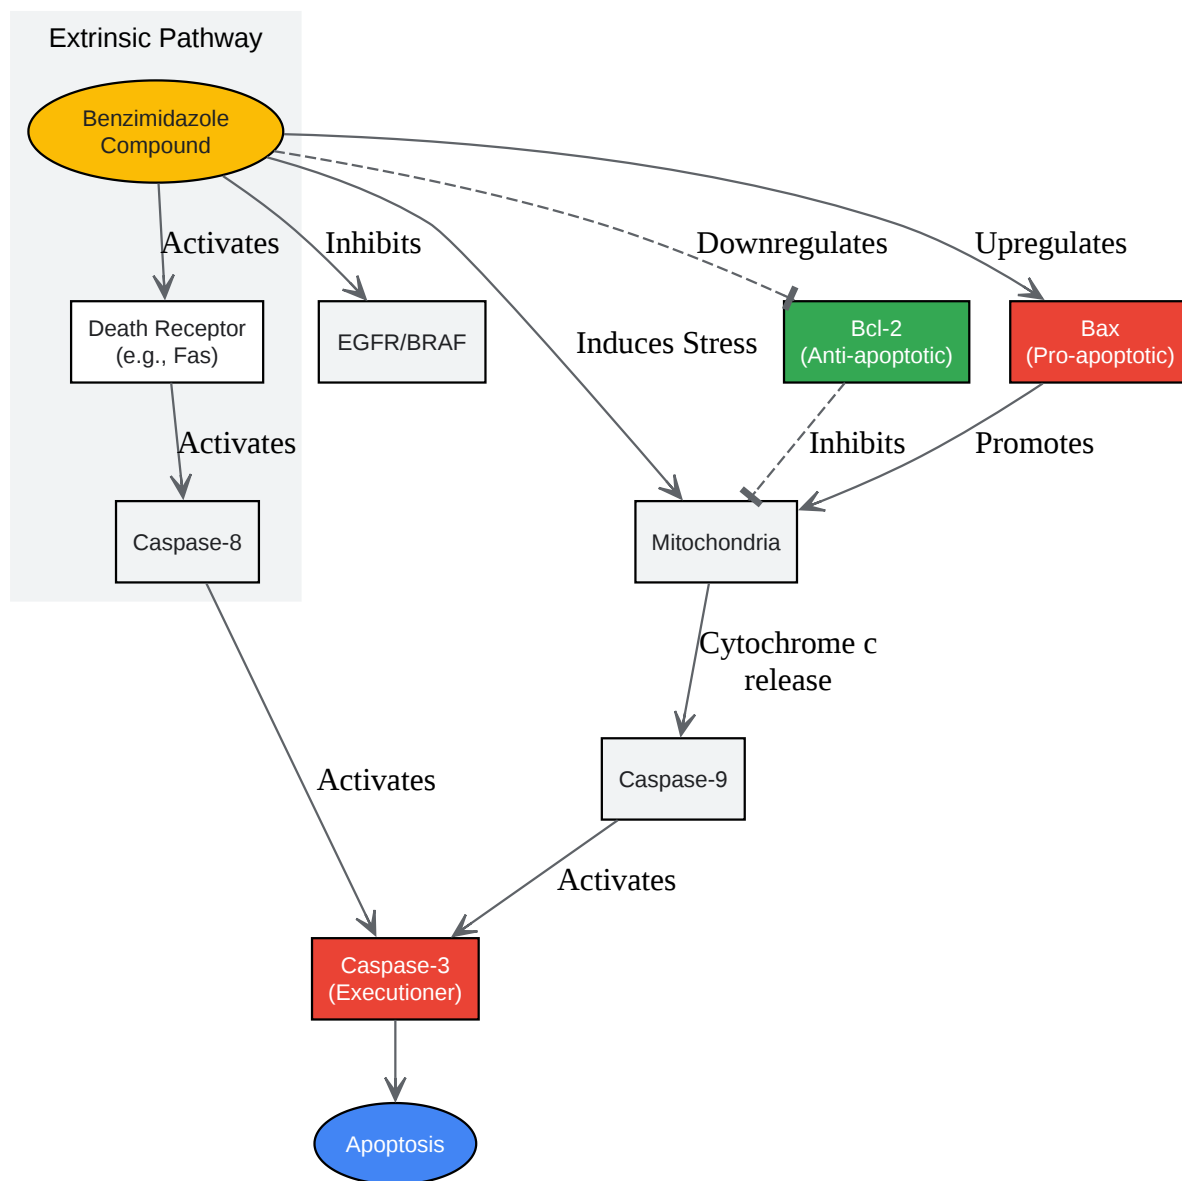 Extrinsic Pathway
Benzimidazole
Compound
Activates
Inhibits
Downregulates
Upregulates
Death Receptor
(e.g., Fas)
EGFR/BRAF
Induces Stress
Bcl-2
(Anti-apoptotic)
Bax
(Pro-apoptotic)
Activates
Inhibits
Promotes
Caspase-8
Mitochondria
Cytochrome c
release
Caspase-9
Activates
Activates
Caspase-3
(Executioner)
Apoptosis